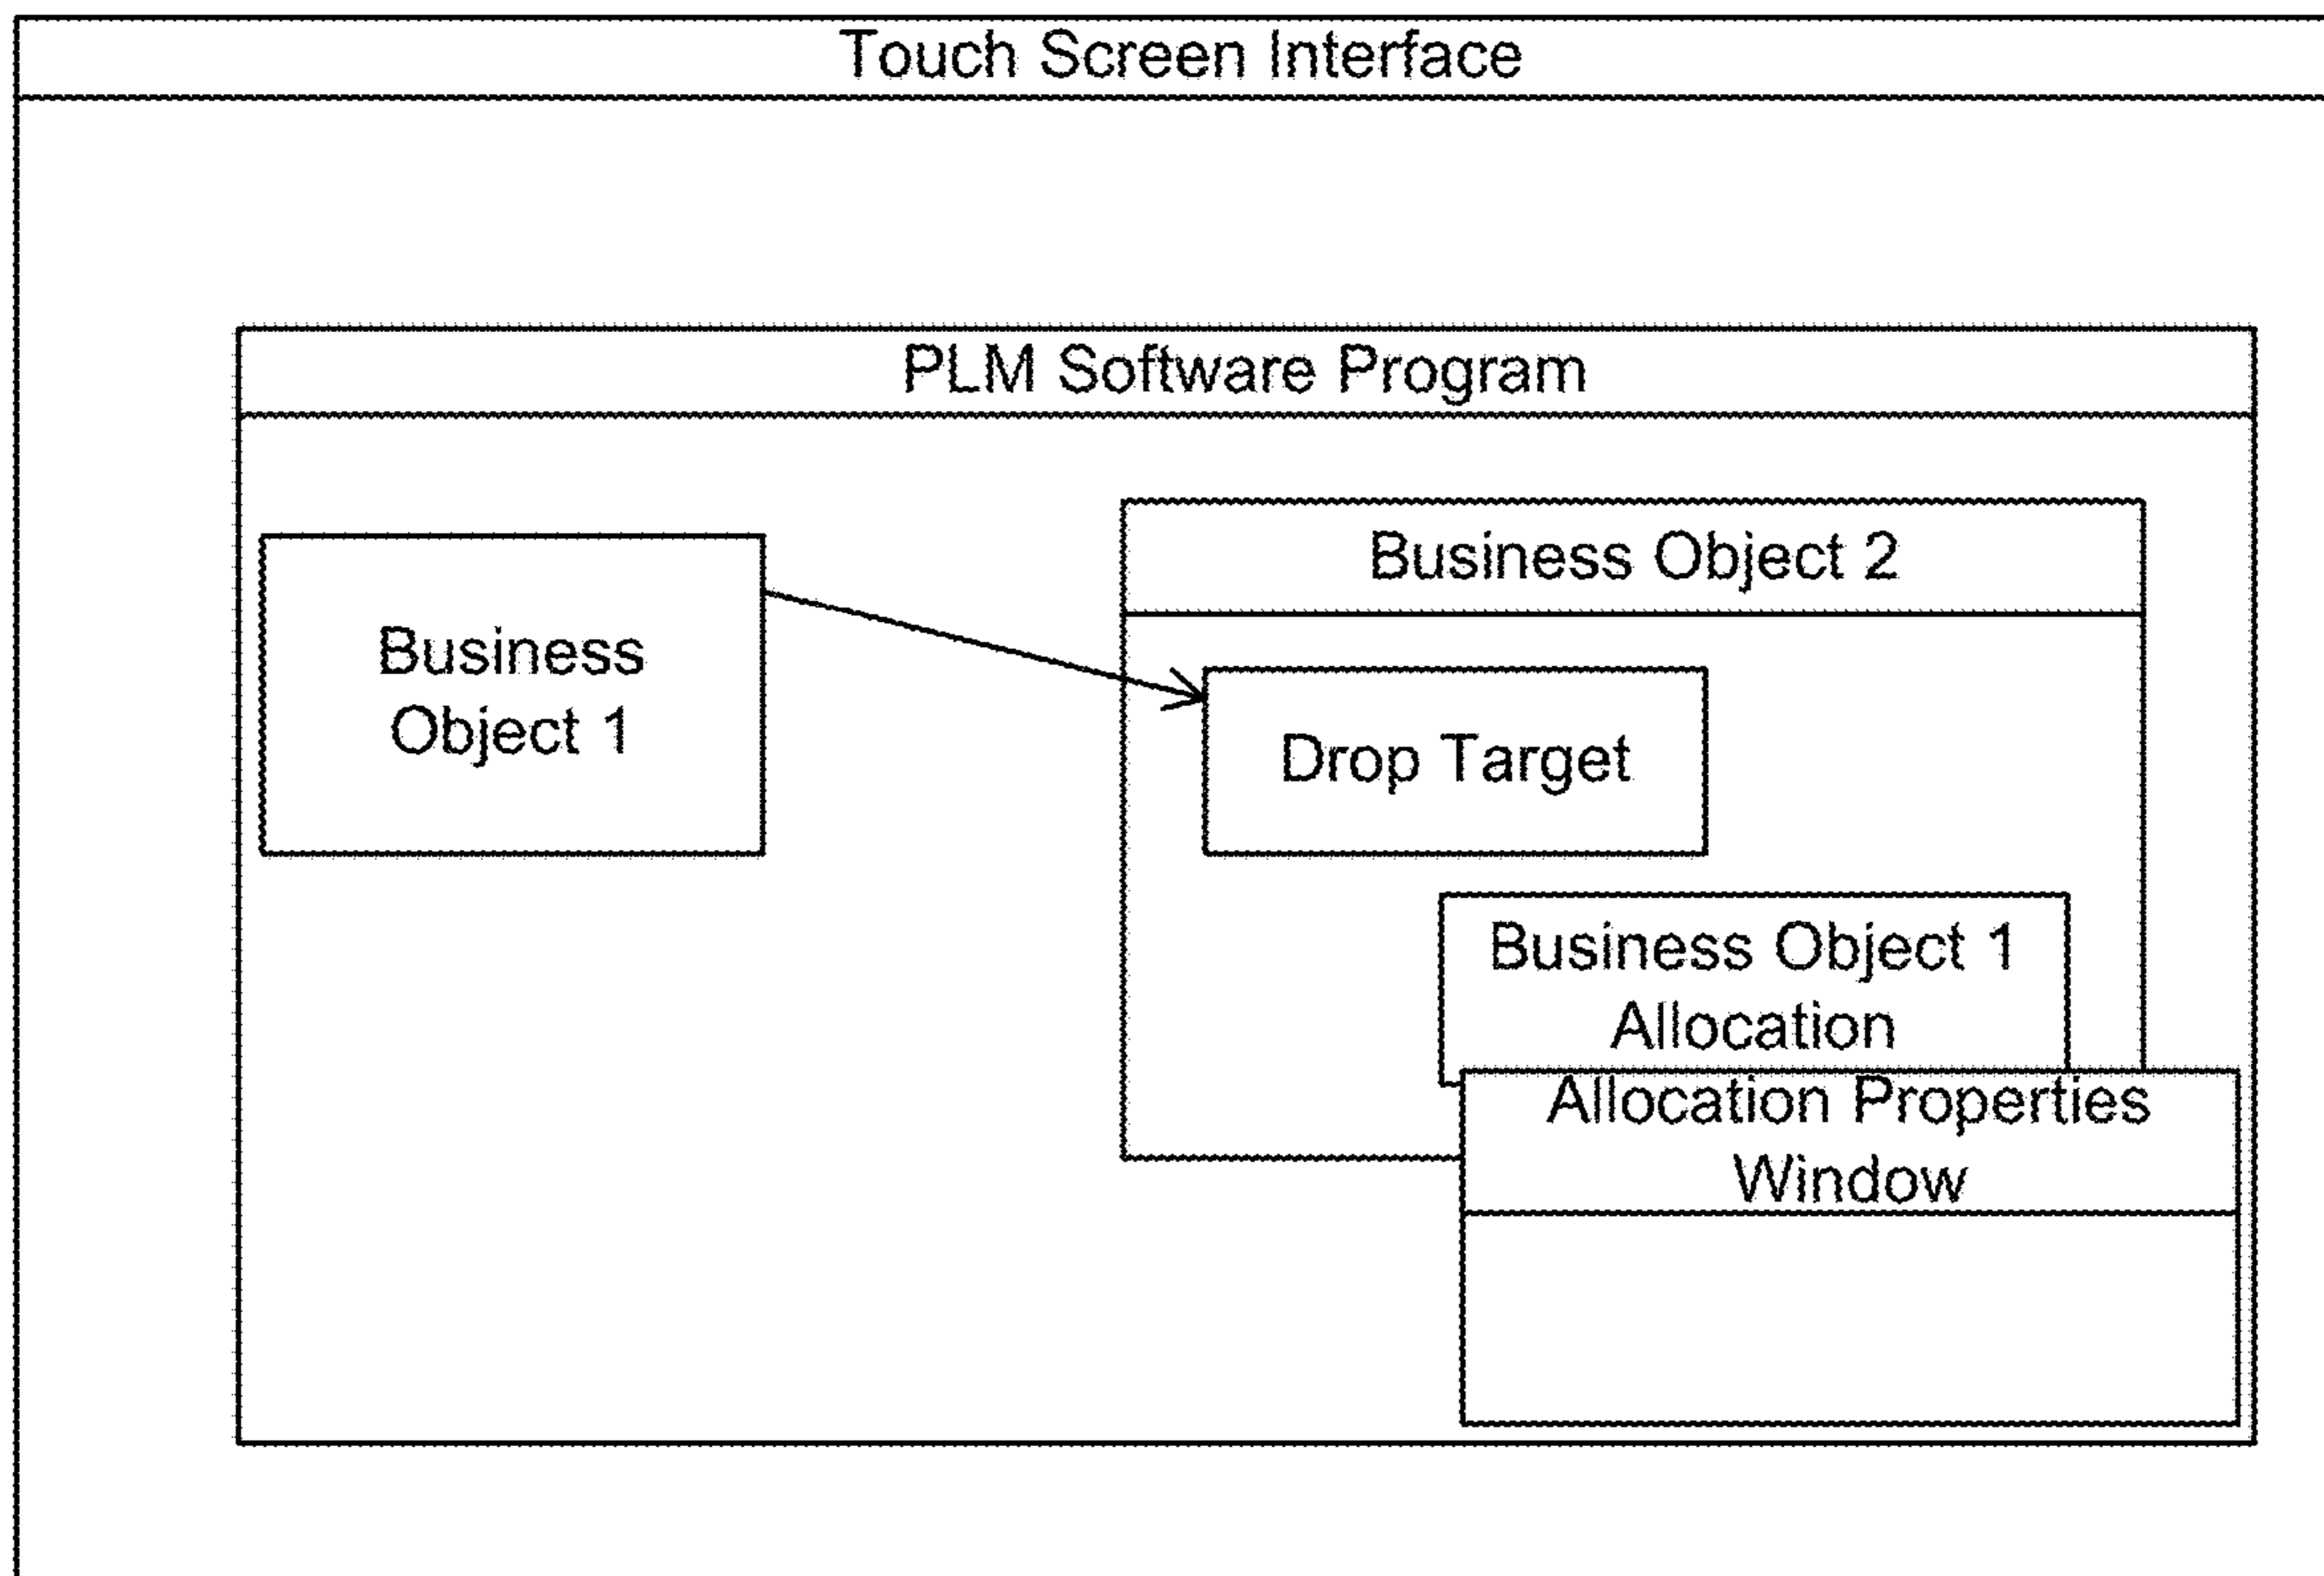 Touch Screen Interface
PLM Software Program
Business
Object 1
Business Object 2
Drop Target
Business Object 1
Allocation
Allocation Properties
Window